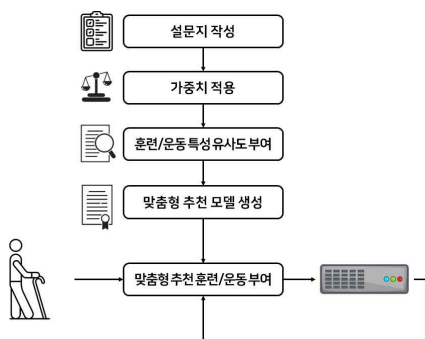 설문지 작성
가중치 적용
훈련/운동 특성 유사도 부여
맞춤형 추천 모델 생성
맞춤형 추천 훈련/운동 부여